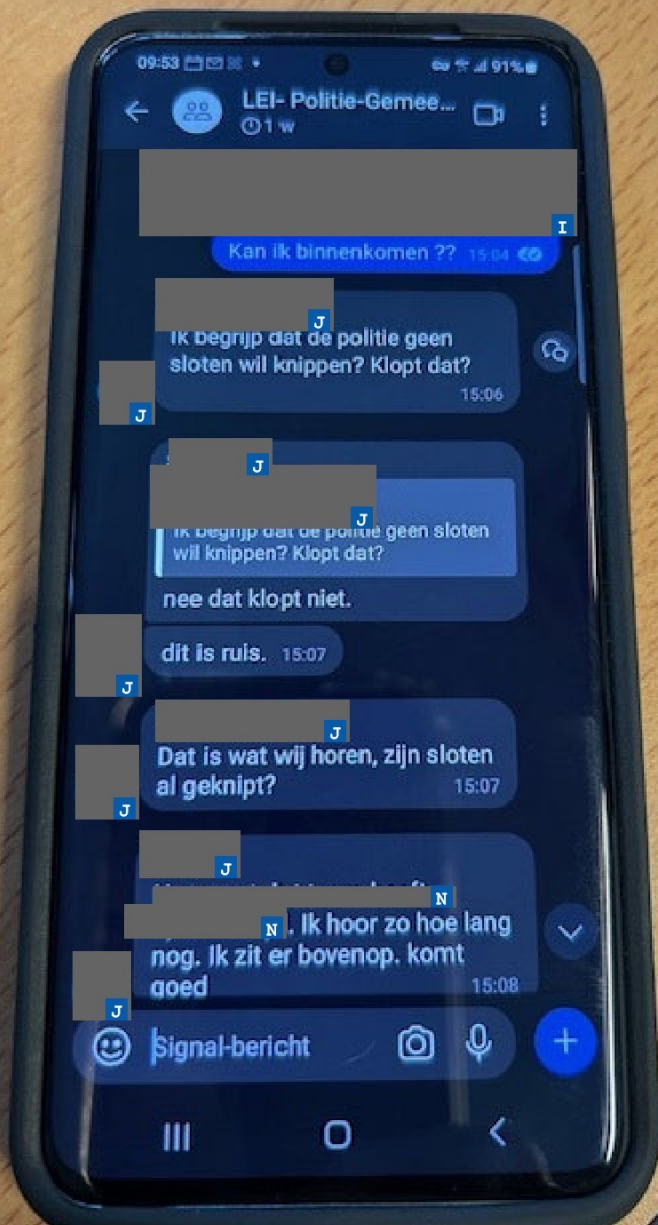 09:53
91%
LEI- Politie-Gemee...
1 w
I
Kan ik binnenkomen ?? 15:04
J
Ik begrijp dat de politie geen
sloten wil knippen? Klopt dat?
J
15:06
J
J
Ik begrijp dat de politie geen sloten
wil knippen? Klopt dat?
nee dat klopt niet.
dit is ruis. 15:07
J
J
Dat is wat wij horen, zijn sloten
al geknipt? 15:07
J
J
N
N . Ik hoor zo hoe lang
nog. Ik zit er bovenop. komt
goed 15:08
J
Signal-bericht